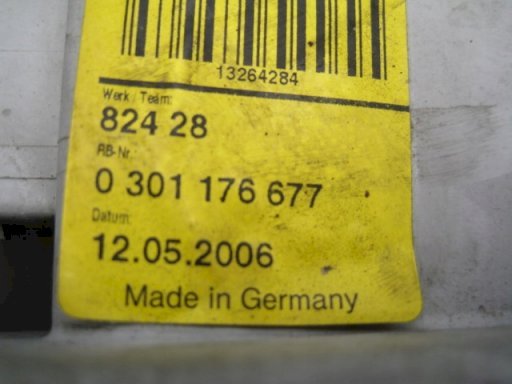 13264284
Werk / Team:
824 28
RB-Nr.:
0 301 176 677
Datum:
12.05.2006
Made in Germany